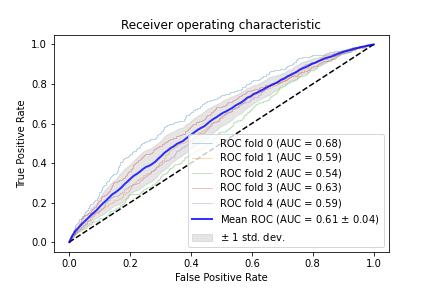 Receiver operating characteristic
True Positive Rate
1.0
0.8
0.6
0.4
0.2
0.0
ROC fold 0 (AUC = 0.68)
ROC fold 1 (AUC = 0.59)
ROC fold 2 (AUC = 0.54)
ROC fold 3 (AUC = 0.63)
ROC fold 4 (AUC = 0.59)
Mean ROC (AUC = 0.61 ± 0.04)
± 1 std. dev.
0.0 0.2 0.4 0.6 0.8 1.0
False Positive Rate